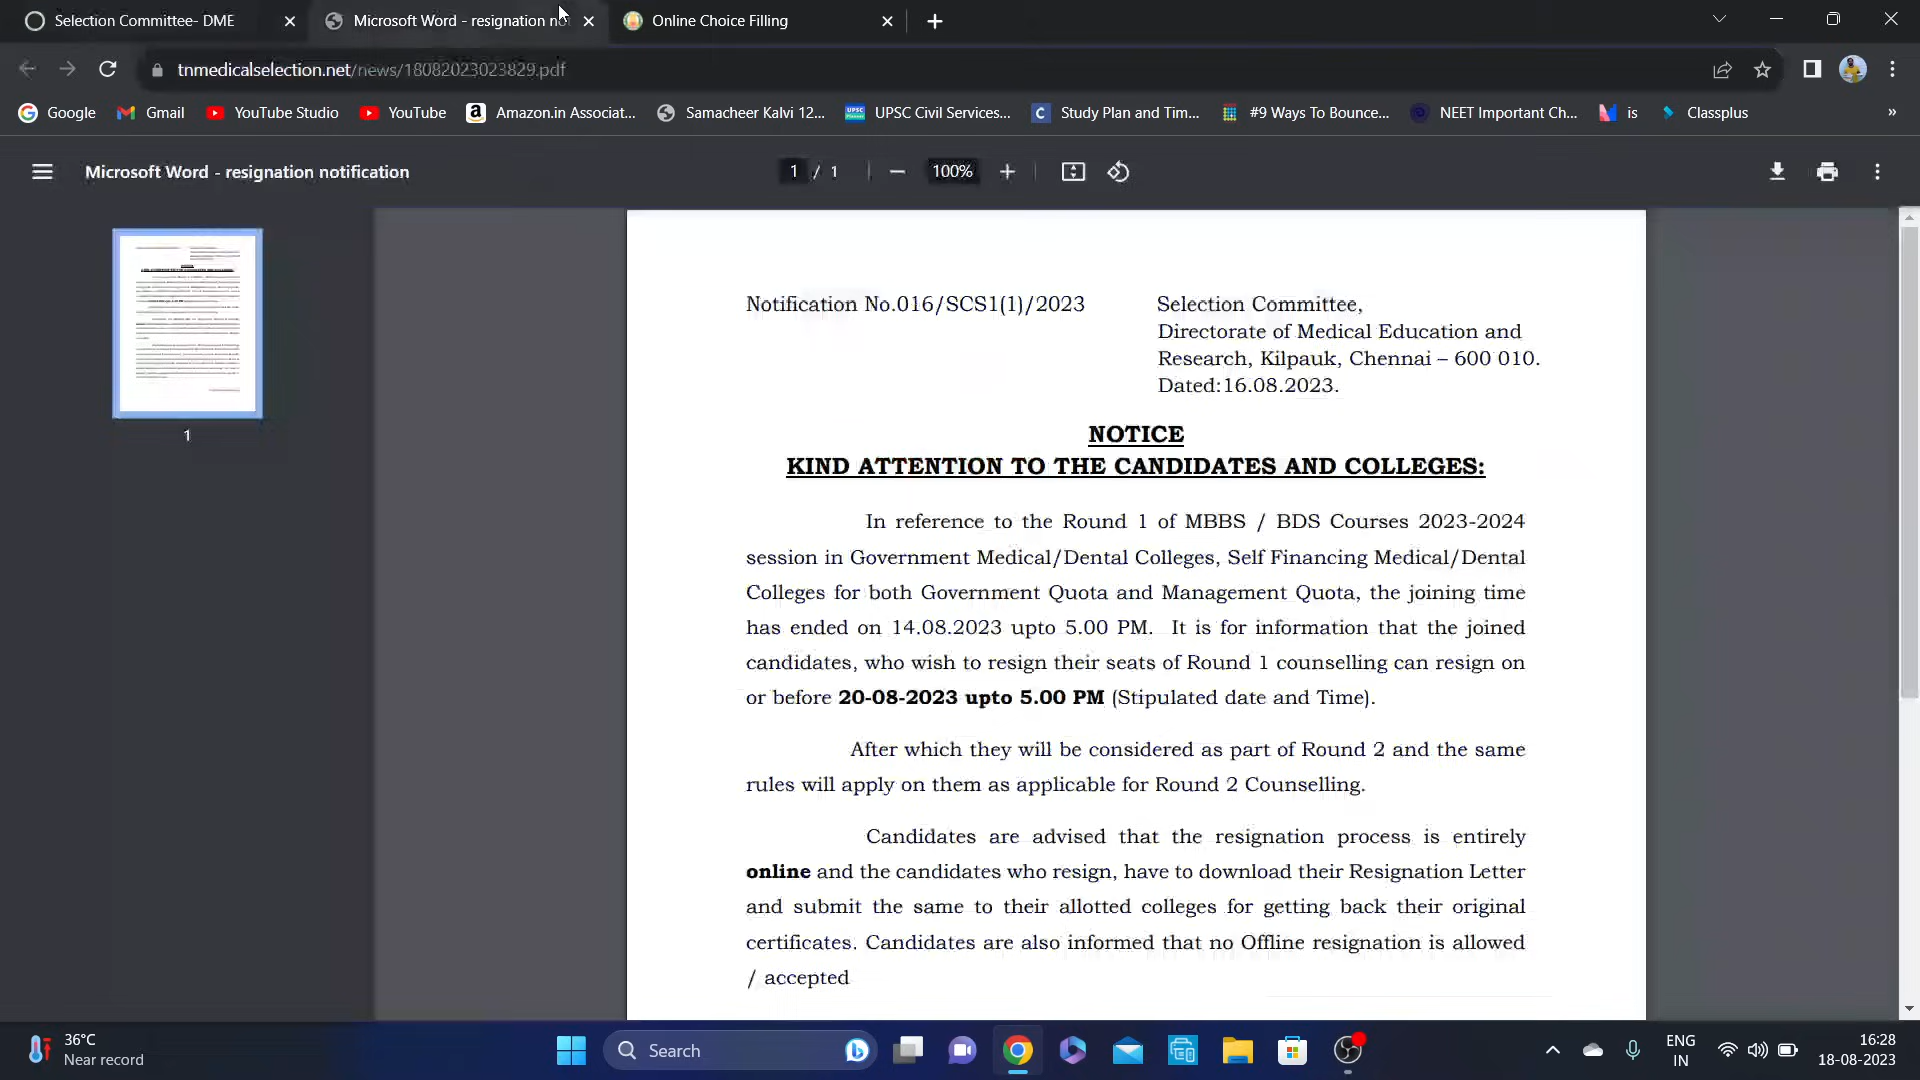 Selection Committee- DME
Microsoft Word - resignation no
Online Choice Filling
tnmedicalselection.net/news/18082023023829.pdf
Google
Gmail
YouTube Studio
YouTube
Amazon.in Associat...
Samacheer Kalvi 12...
UPSC Civil Services...
Study Plan and Tim...
#9 Ways To Bounce...
NEET Important Ch...
is
Classplus
»
Microsoft Word - resignation notification
1 / 1
100%
1
Notification No.016/SCS1(1)/2023
Selection Committee,
Directorate of Medical Education and
Research, Kilpauk, Chennai – 600 010.
Dated:16.08.2023.
NOTICE
KIND ATTENTION TO THE CANDIDATES AND COLLEGES:
In reference to the Round 1 of MBBS / BDS Courses 2023-2024
session in Government Medical/Dental Colleges, Self Financing Medical/Dental
Colleges for both Government Quota and Management Quota, the joining time
has ended on 14.08.2023 upto 5.00 PM. It is for information that the joined
candidates, who wish to resign their seats of Round 1 counselling can resign on
or before 20-08-2023 upto 5.00 PM (Stipulated date and Time).
After which they will be considered as part of Round 2 and the same
rules will apply on them as applicable for Round 2 Counselling.
Candidates are advised that the resignation process is entirely
online and the candidates who resign, have to download their Resignation Letter
and submit the same to their allotted colleges for getting back their original
certificates. Candidates are also informed that no Offline resignation is allowed
/ accepted
36°C
Near record
Search
ENG
IN
16:28
18-08-2023